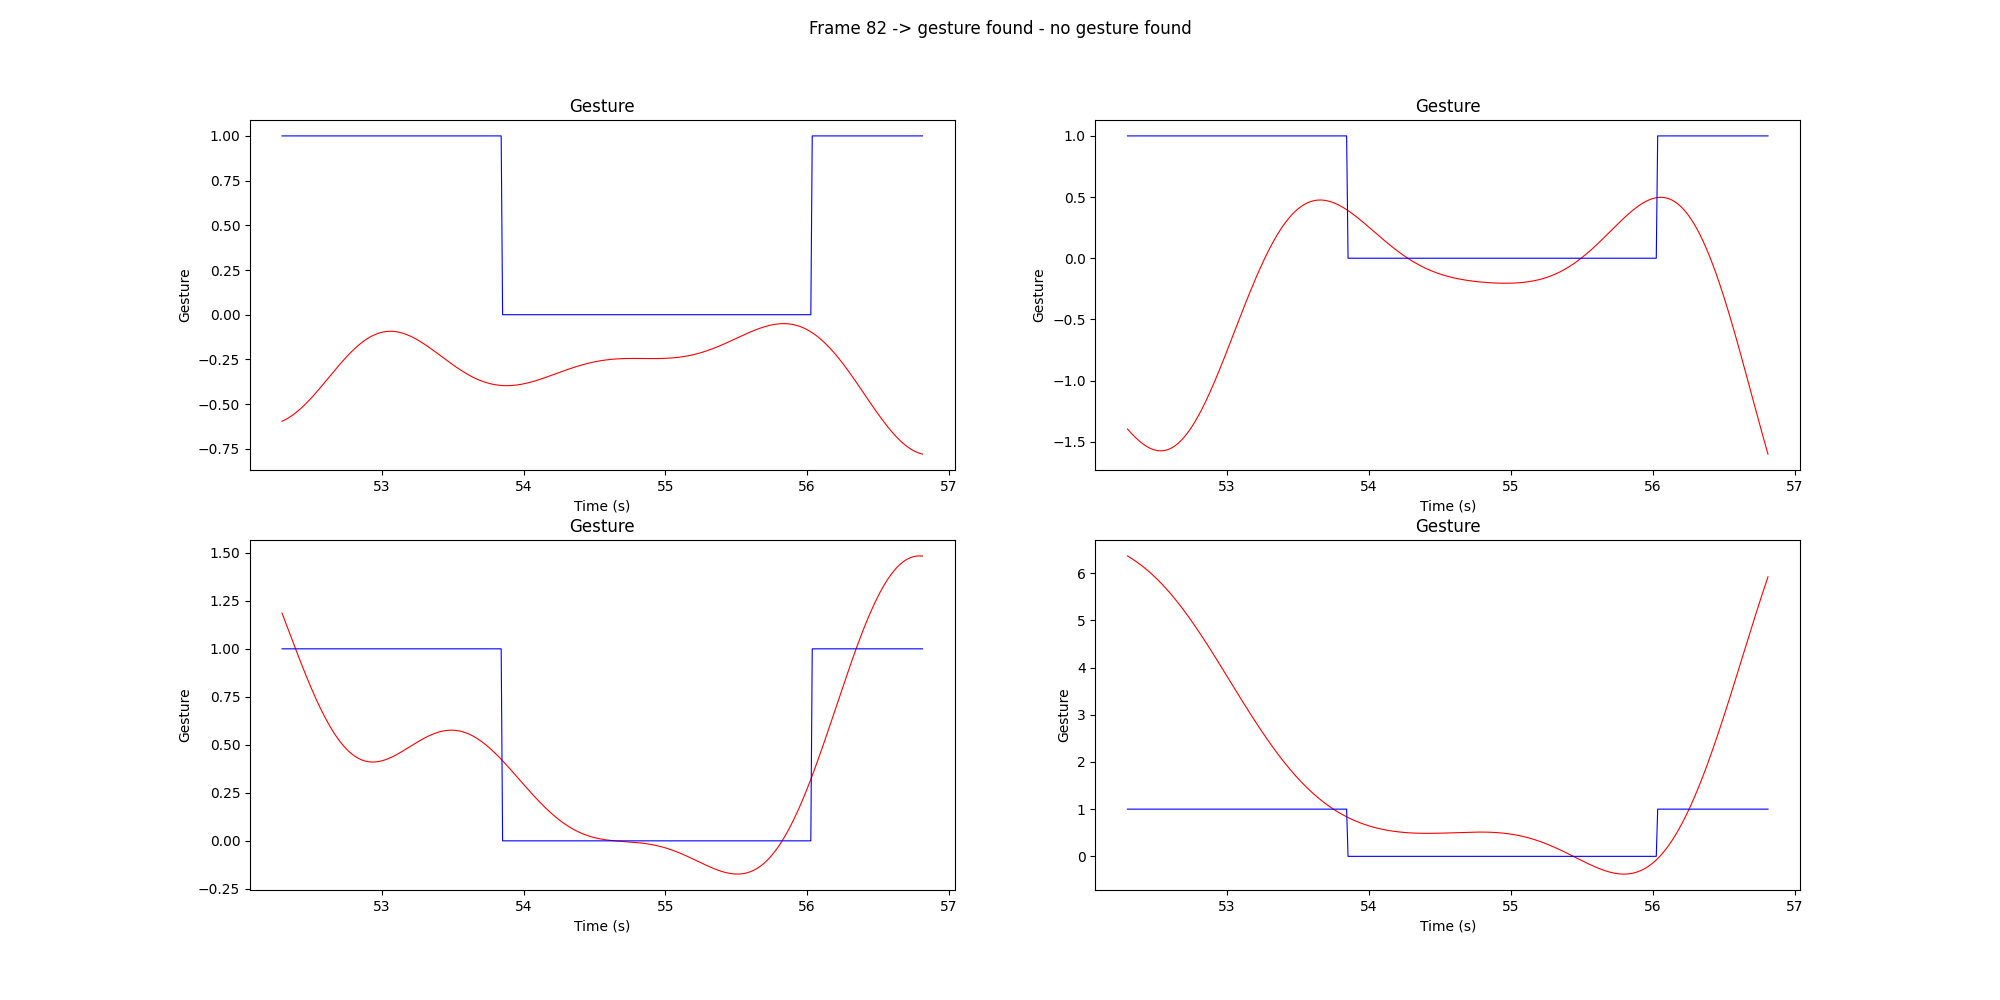 Frame 82 -> gesture found - no gesture found
Gesture
1.00
0.75
0.50
0.25
0.00
−0.25
−0.50
−0.75
Gesture
53 54 55 56 57
Time (s)
Gesture
1.0
0.5
0.0
−0.5
−1.0
−1.5
Gesture
53 54 55 56 57
Time (s)
Gesture
1.50
1.25
1.00
0.75
0.50
0.25
0.00
−0.25
Gesture
53 54 55 56 57
Time (s)
Gesture
6
5
4
3
2
1
0
Gesture
53 54 55 56 57
Time (s)